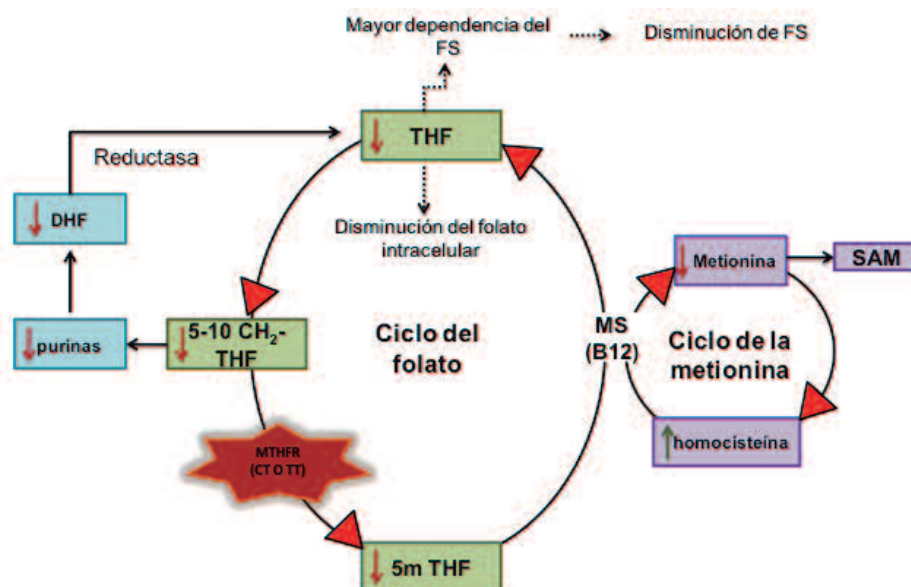 Mayor dependencia del
FS
Disminución de FS
THF
Reductasa
DHF
Disminución del folato
intracelular
Metionina
SAM
purinas
5-10 CH₂-
THF
Ciclo del
folato
MS
(B12)
Ciclo de la
metionina
homocisteína
MTHFR
(CT O TT)
5m THF